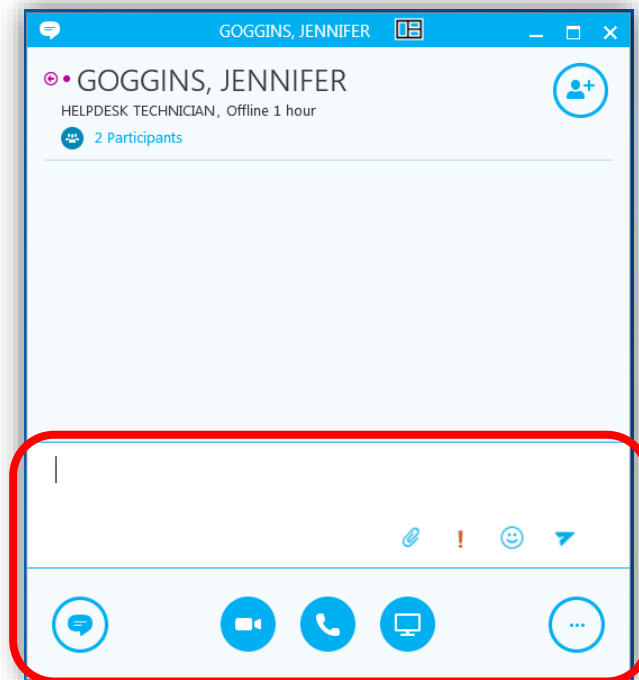 GOGGINS, JENNIFER
GOGGINS, JENNIFER
HELPDESK TECHNICIAN, Offline 1 hour
2 Participants
!